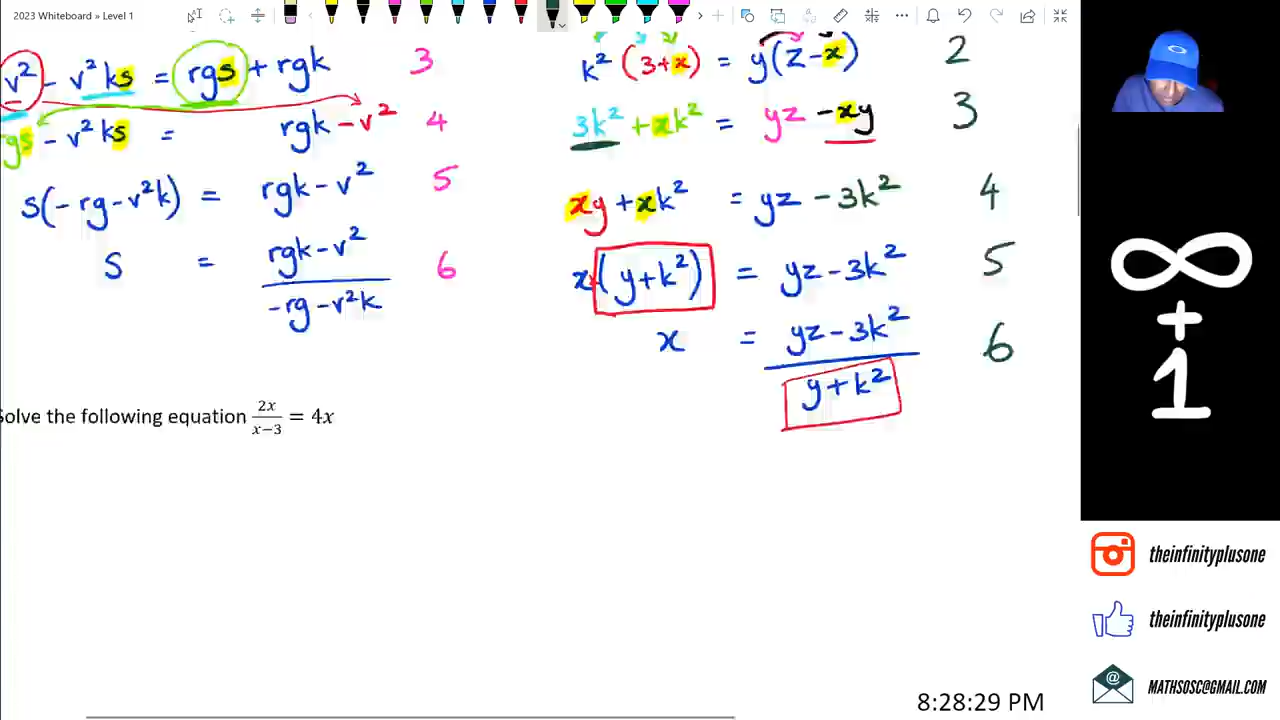 2023 Whiteboard » Level 1
v² - v²ks = rgs + rgk 3
gs - v²ks = rgk - v² 4
s(-rg - v²k) = rgk - v² 5
s = rgk - v² / -rg - v²k 6
k² (3+x) = y(z-x) 2
3k² + xk² = yz - xy 3
xy + xk² = yz - 3k² 4
x(y+k²) = yz - 3k² 5
x = yz - 3k² / y + k² 6
Solve the following equation 2x/x−3 = 4x
∞
+
1
theinfinityplusone
theinfinityplusone
MATHSOSC@GMAIL.COM
8:28:29 PM